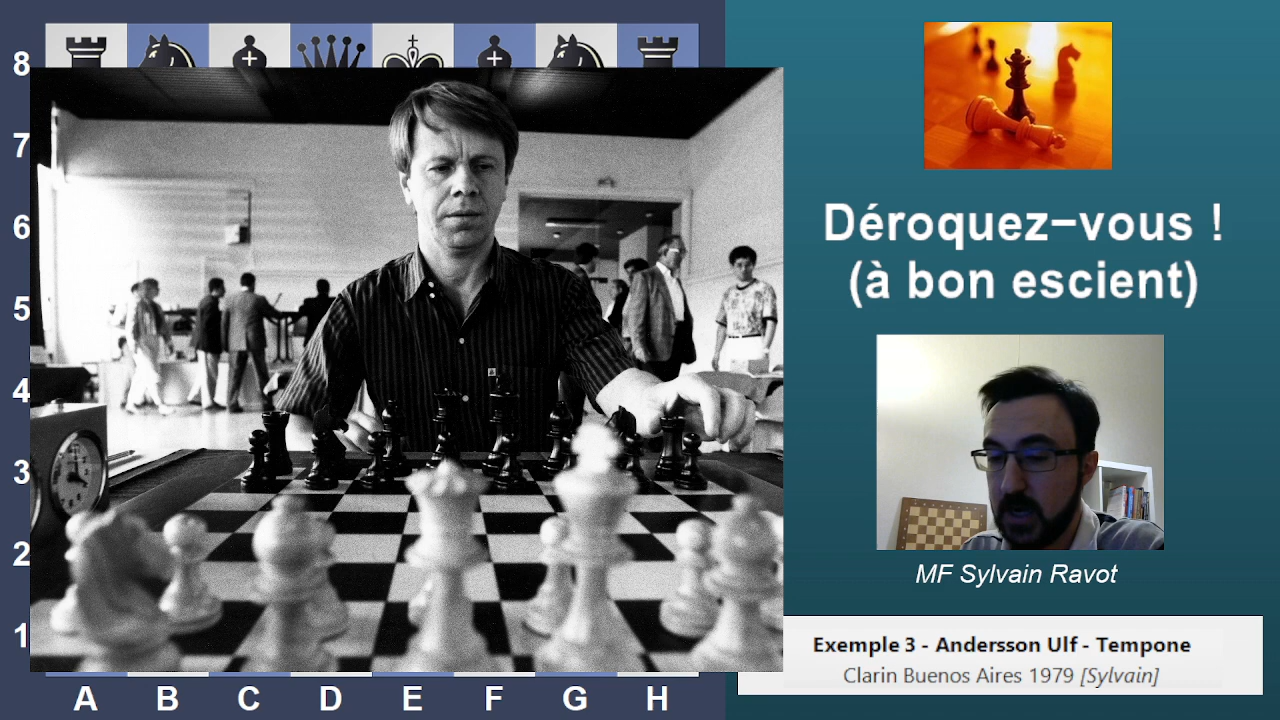 8
7
6
5
4
3
2
1
A B C D E F G H
Déroquez-vous !
(à bon escient)
MF Sylvain Ravot
Exemple 3 - Andersson Ulf - Tempone
Clarin Buenos Aires 1979 [Sylvain]